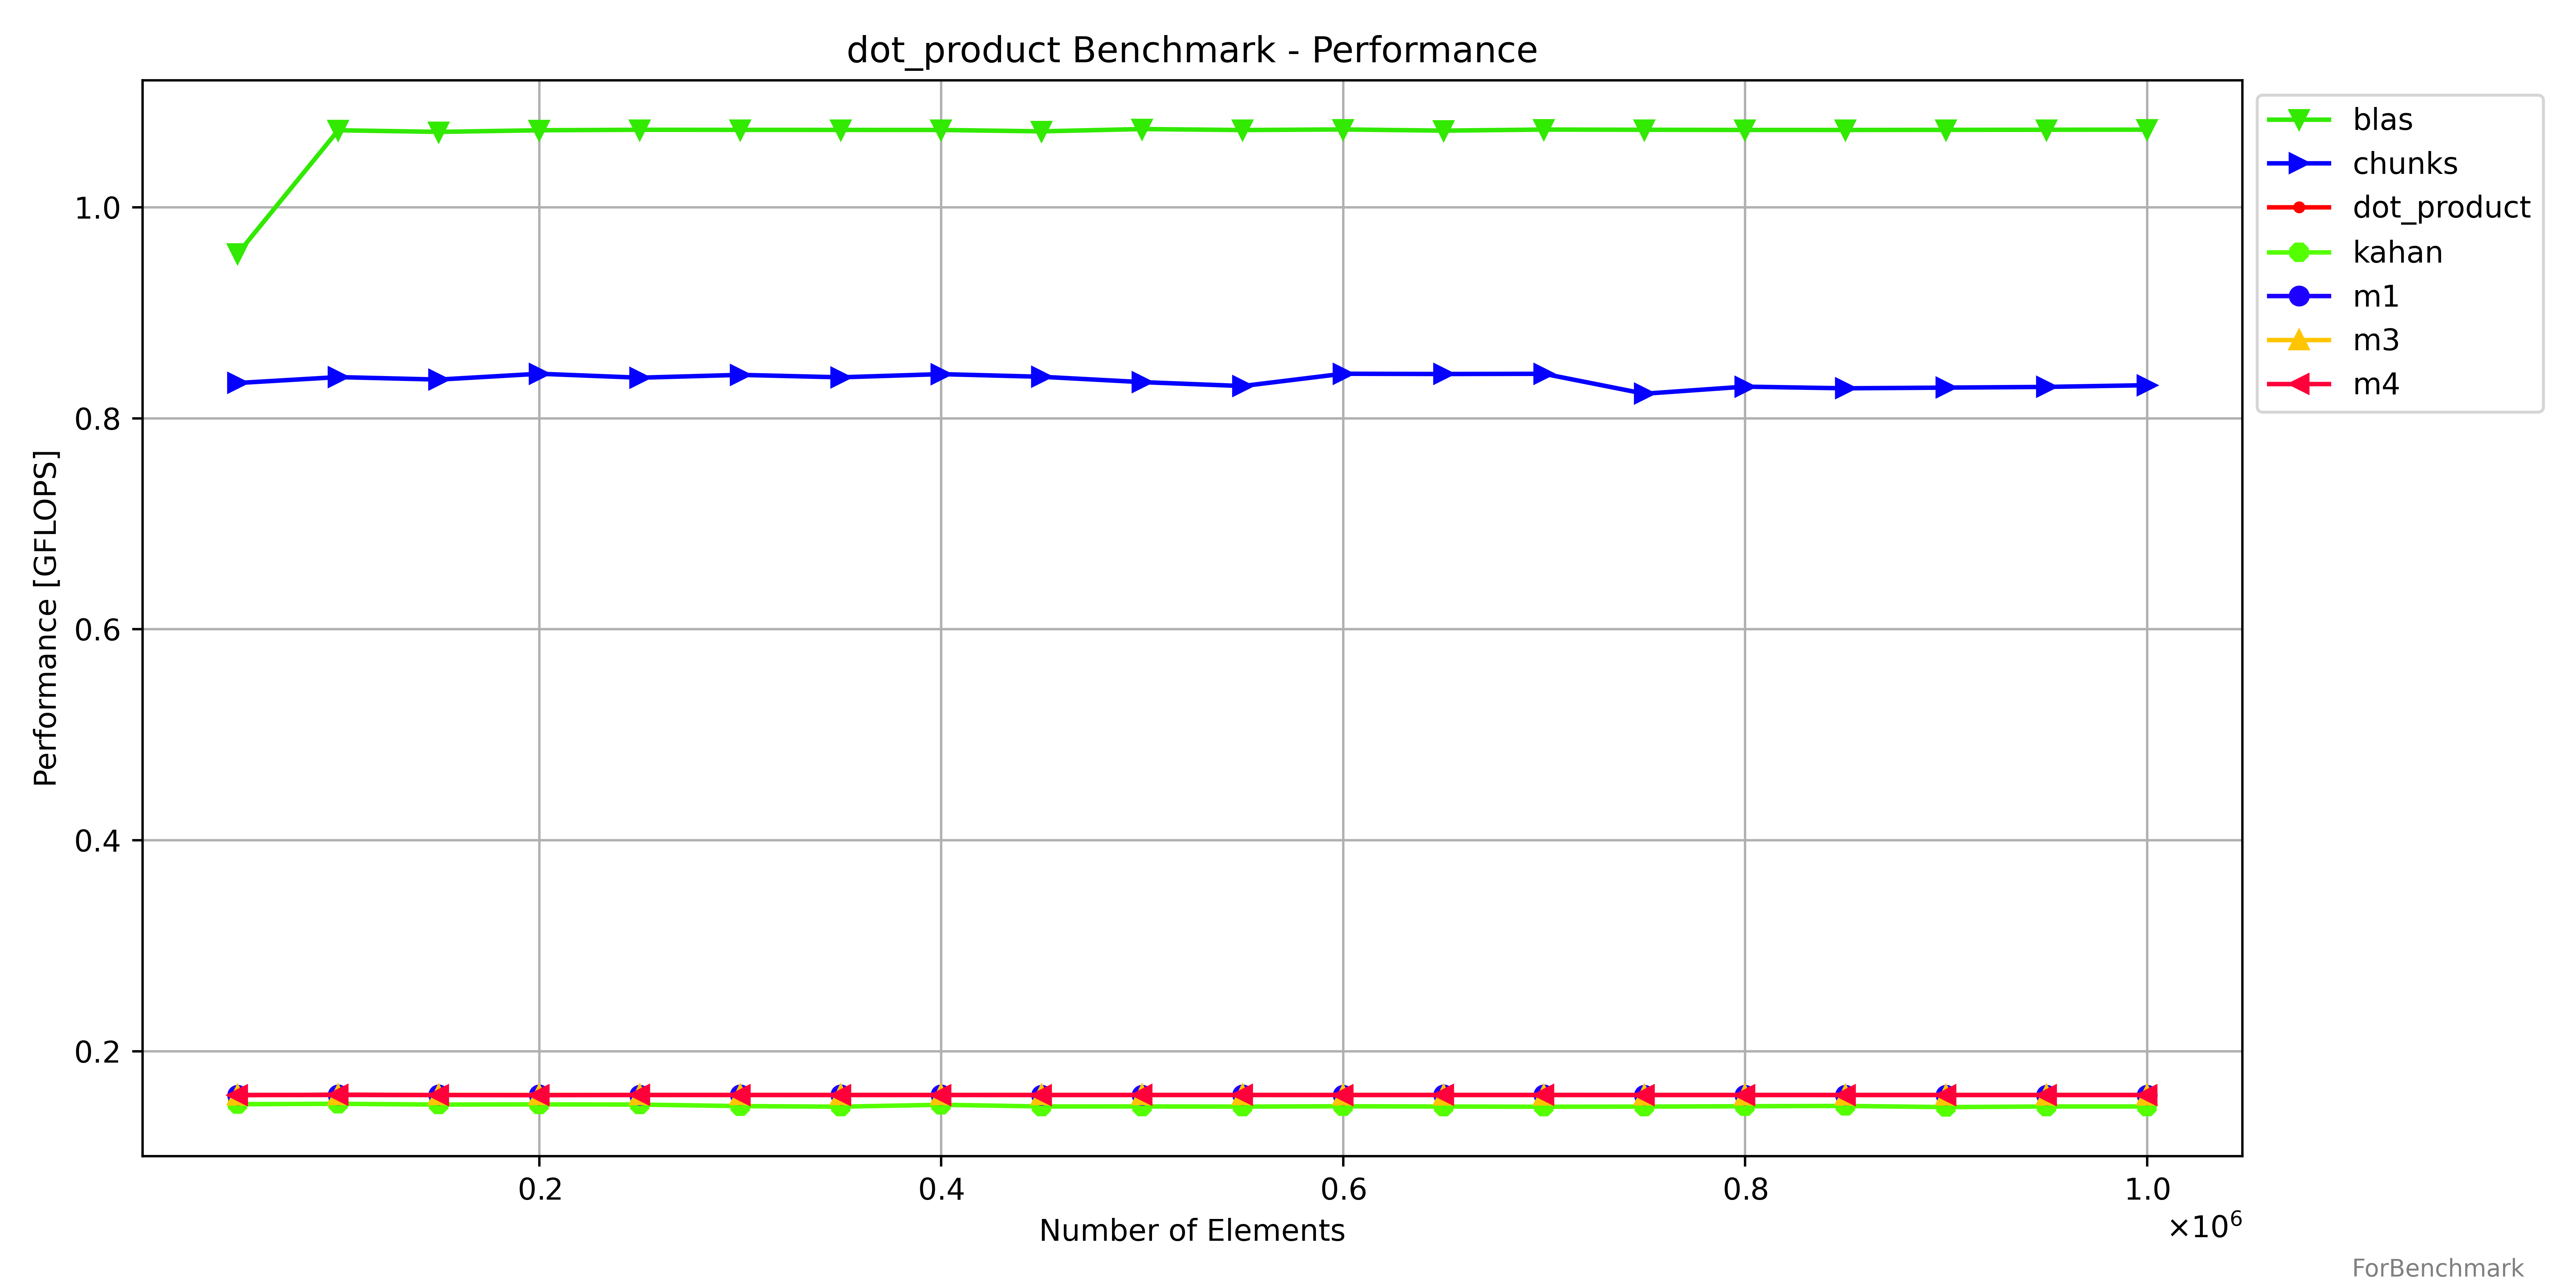 dot_product Benchmark - Performance
blas
chunks
dot_product
kahan
m1
m3
m4
Performance [GFLOPS]
1.0
0.8
0.6
0.4
0.2
0.2 0.4 0.6 0.8 1.0
Number of Elements
×10⁶
ForBenchmark